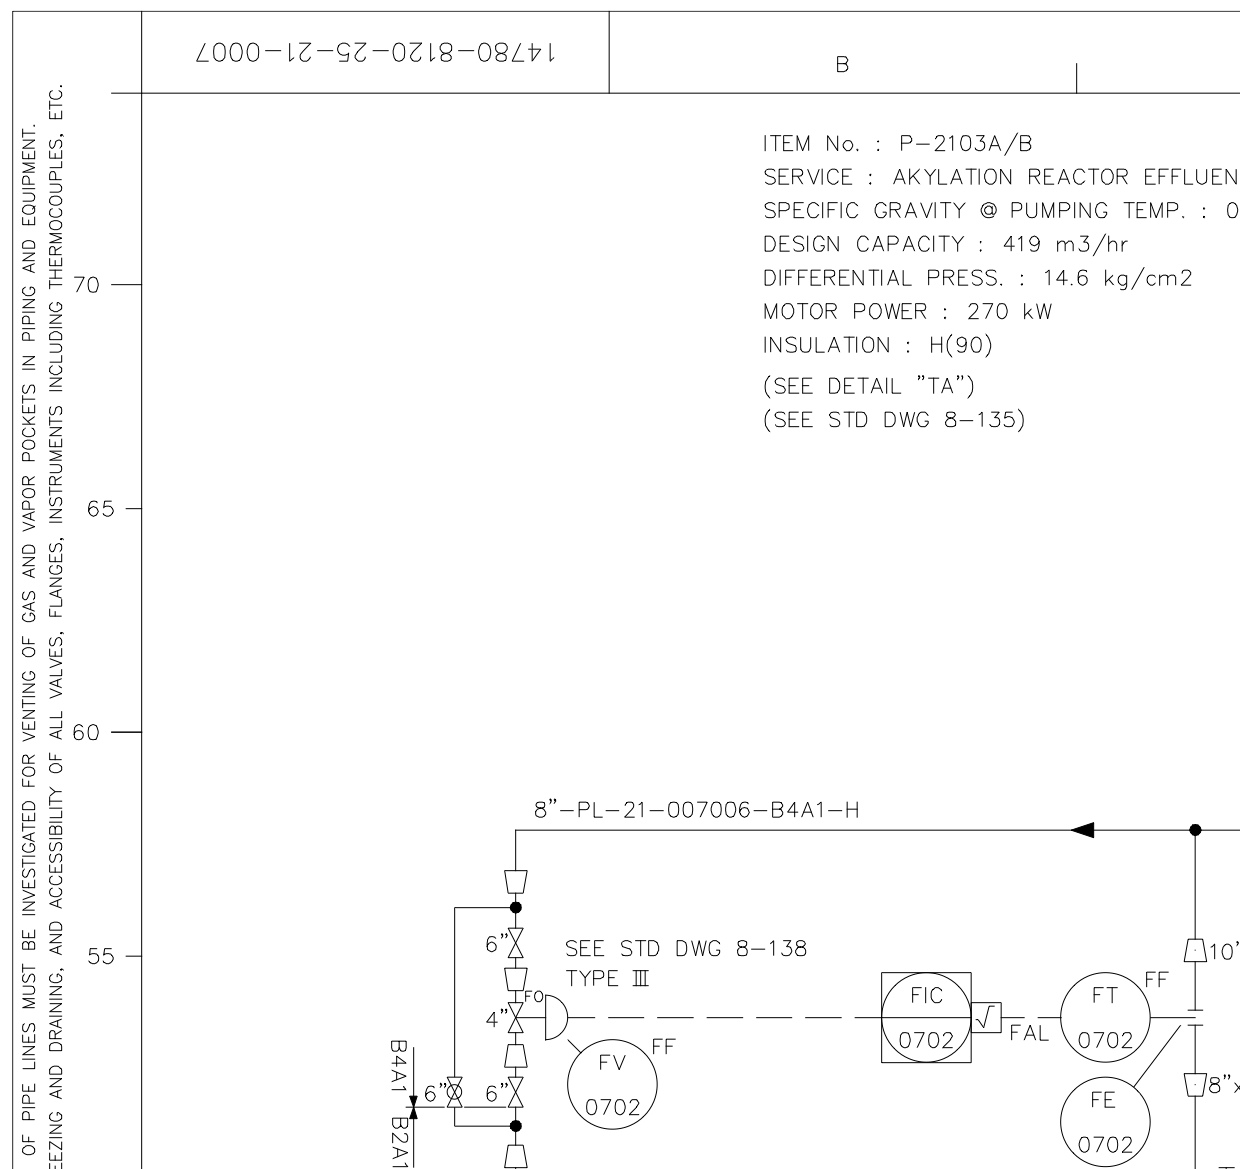 14780-8120-25-21-0007
B
OF PIPE LINES MUST BE INVESTIGATED FOR VENTING OF GAS AND VAPOR POCKETS IN PIPING AND EQUIPMENT.
EEZING AND DRAINING, AND ACCESSIBILITY OF ALL VALVES, FLANGES, INSTRUMENTS INCLUDING THERMOCOUPLES, ETC.
70
65
60
55
ITEM No. : P-2103A/B
SERVICE : AKYLATION REACTOR EFFLUEN
SPECIFIC GRAVITY @ PUMPING TEMP. : 0
DESIGN CAPACITY : 419 m3/hr
DIFFERENTIAL PRESS. : 14.6 kg/cm2
MOTOR POWER : 270 kW
INSULATION : H(90)
(SEE DETAIL "TA")
(SEE STD DWG 8-135)
8"-PL-21-007006-B4A1-H
6"
SEE STD DWG 8-138
TYPE III
10"
FO
4"
FIC
0702
√
FAL
FT
0702
FF
FV
0702
FF
B4A1
B2A1
6"
6"
8"x
FE
0702